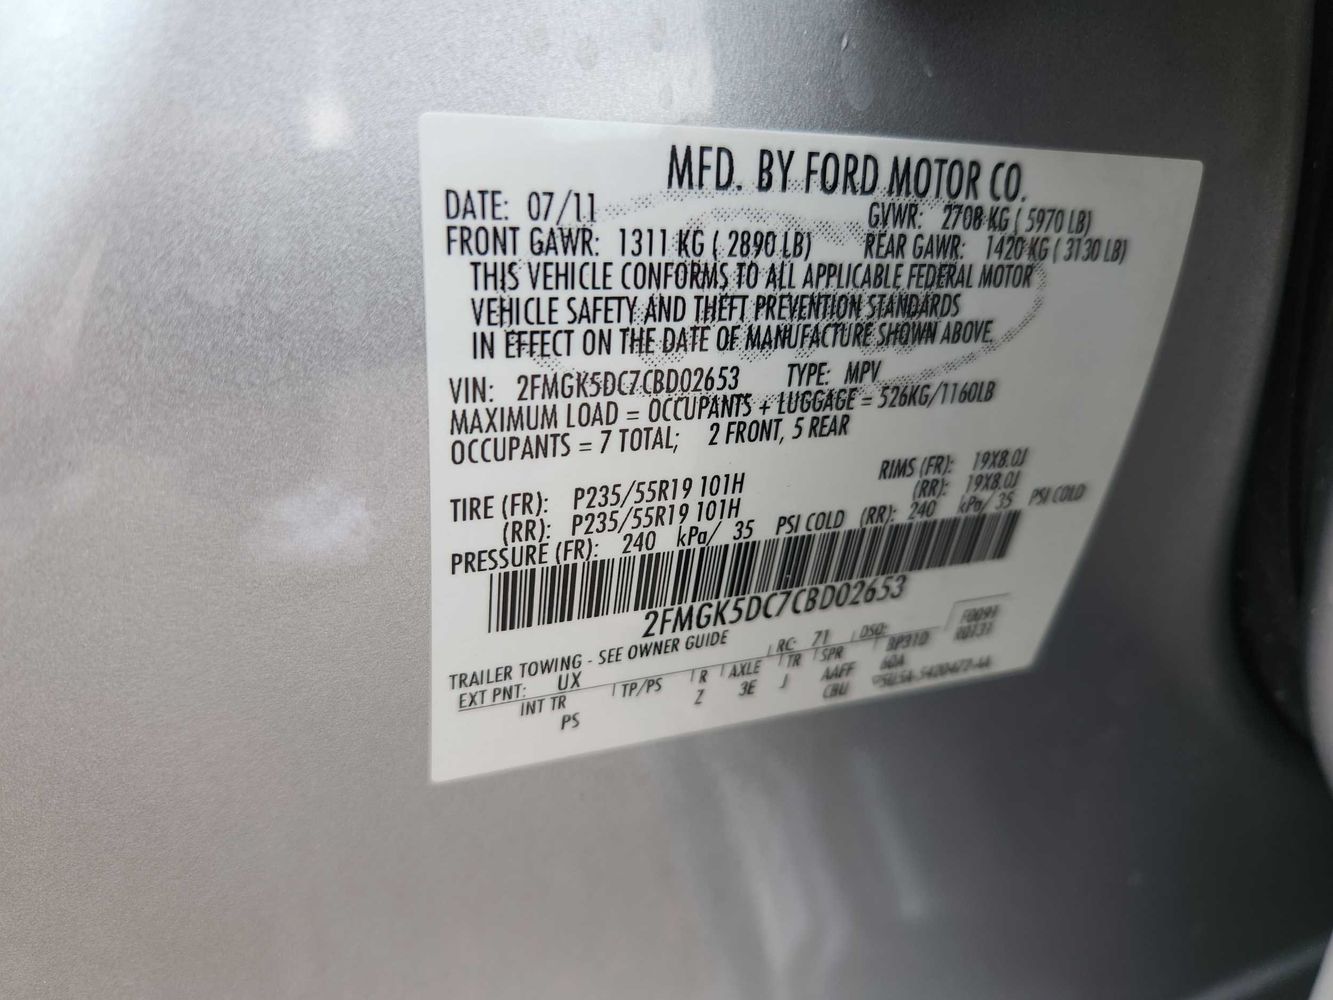 MFD. BY FORD MOTOR CO.
DATE: 07/11 GVWR: 2708 KG ( 5970 LB)
FRONT GAWR: 1311 KG ( 2890 LB) REAR GAWR: 1420 KG ( 3130 LB)
THIS VEHICLE CONFORMS TO ALL APPLICABLE FEDERAL MOTOR
VEHICLE SAFETY AND THEFT PREVENTION STANDARDS
IN EFFECT ON THE DATE OF MANUFACTURE SHOWN ABOVE.
VIN: 2FMGK5DC7CBD02653 TYPE: MPV
MAXIMUM LOAD = OCCUPANTS + LUGGAGE = 526KG/1160LB
OCCUPANTS = 7 TOTAL; 2 FRONT, 5 REAR
TIRE (FR): P235/55R19 101H RIMS (FR): 19X8.0J
(RR): P235/55R19 101H (RR): 19X8.0J
PRESSURE (FR): 240 kPa/ 35 PSI COLD (RR): 240 kPa/ 35 PSI COLD
2FMGK5DC7CBD02653
TRAILER TOWING - SEE OWNER GUIDE
EXT PNT: UX RC: 71 DSO:
INT TR TP/PS R AXLE TR SPR BP31D
PS Z 3E J AAFF 60A
CBU